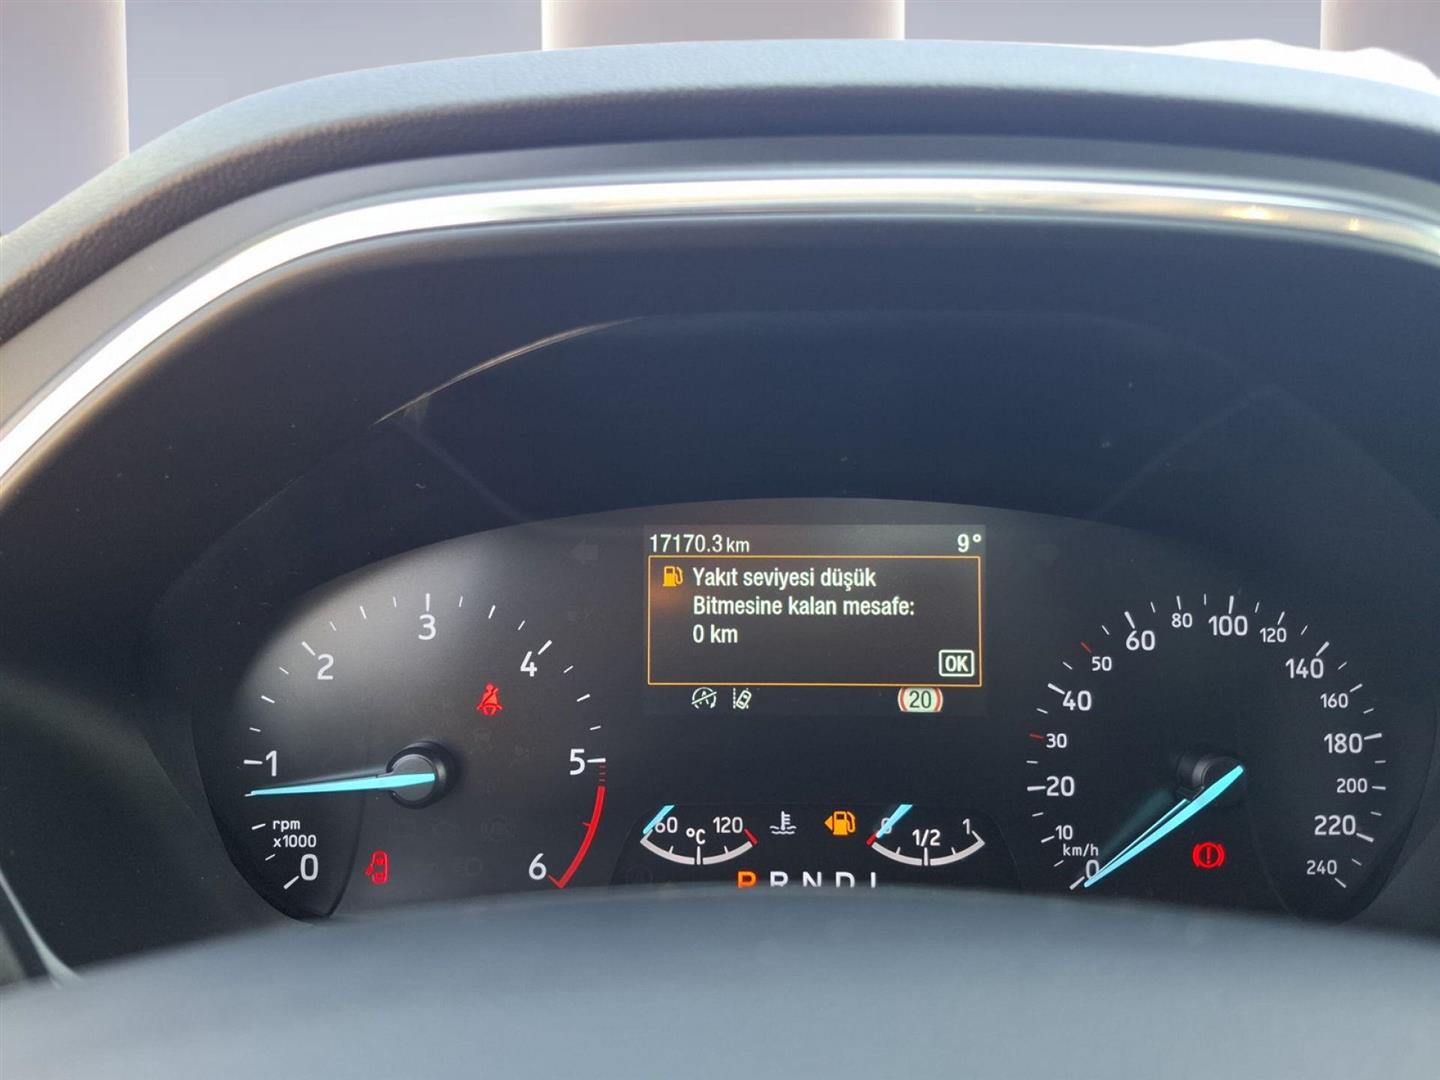 17170.3 km 9°
Yakıt seviyesi düşük
Bitmesine kalan mesafe:
0 km
OK
20
0 1 2 3 4 5 6
rpm
x1000
60 °C 120
0 1/2 1
P R N D L
0 10 20 30 40 50 60 80 100 120 140 160 180 200 220 240
km/h